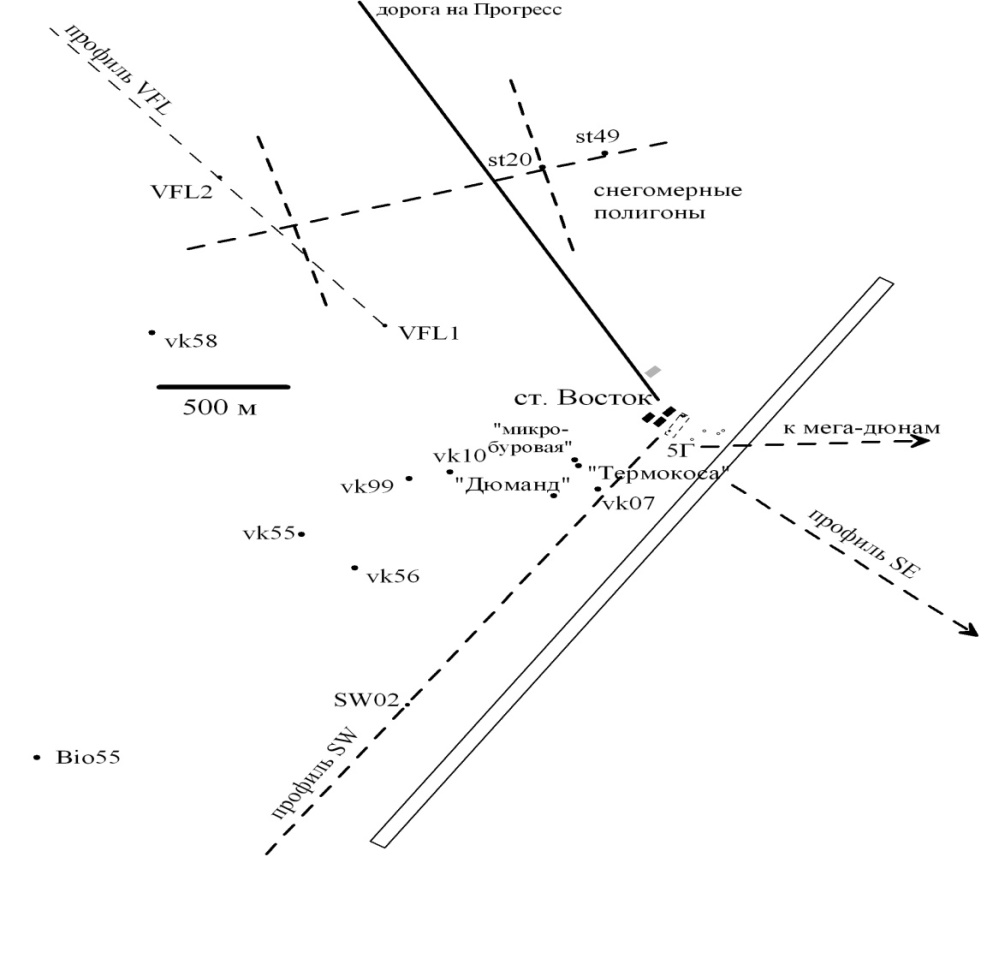 дорога на Прогресс
профиль VFL
st49
st20
VFL2
снегомерные
полигоны
VFL1
vk58
500 м
ст. Восток
"микро-
буровая"
к мега-дюнам
5Г
vk10
"Термокоса"
vk99
"Дюманд"
vk07
vk55
профиль SE
vk56
SW02
профиль SW
Bio55